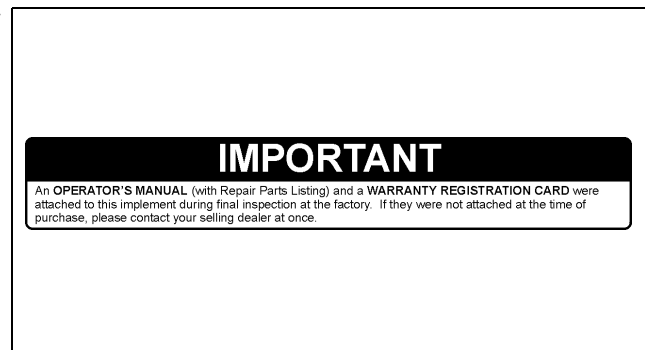 IMPORTANT
An OPERATOR'S MANUAL (with Repair Parts Listing) and a WARRANTY REGISTRATION CARD were
attached to this implement during final inspection at the factory.  If they were not attached at the time of
purchase, please contact your selling dealer at once.